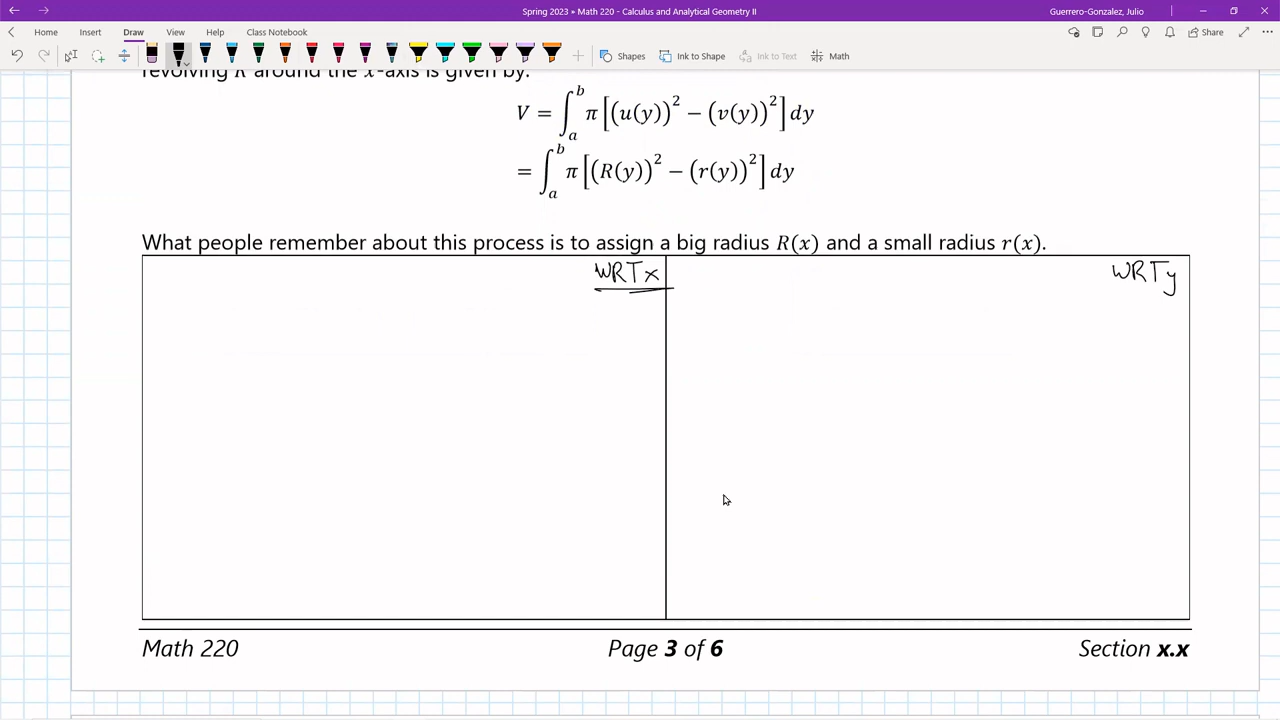 Spring 2023 » Math 220 - Calculus and Analytical Geometry II
Guerrero-Gonzalez, Julio
Home Insert Draw View Help Class Notebook
Share
Shapes Ink to Shape Ink to Text Math
revolving R around the x-axis is given by:
V = ∫_a^b π[(u(y))² − (v(y))²] dy
= ∫_a^b π[(R(y))² − (r(y))²] dy
What people remember about this process is to assign a big radius R(x) and a small radius r(x).
WRTx WRTy
Math 220 Page 3 of 6 Section x.x